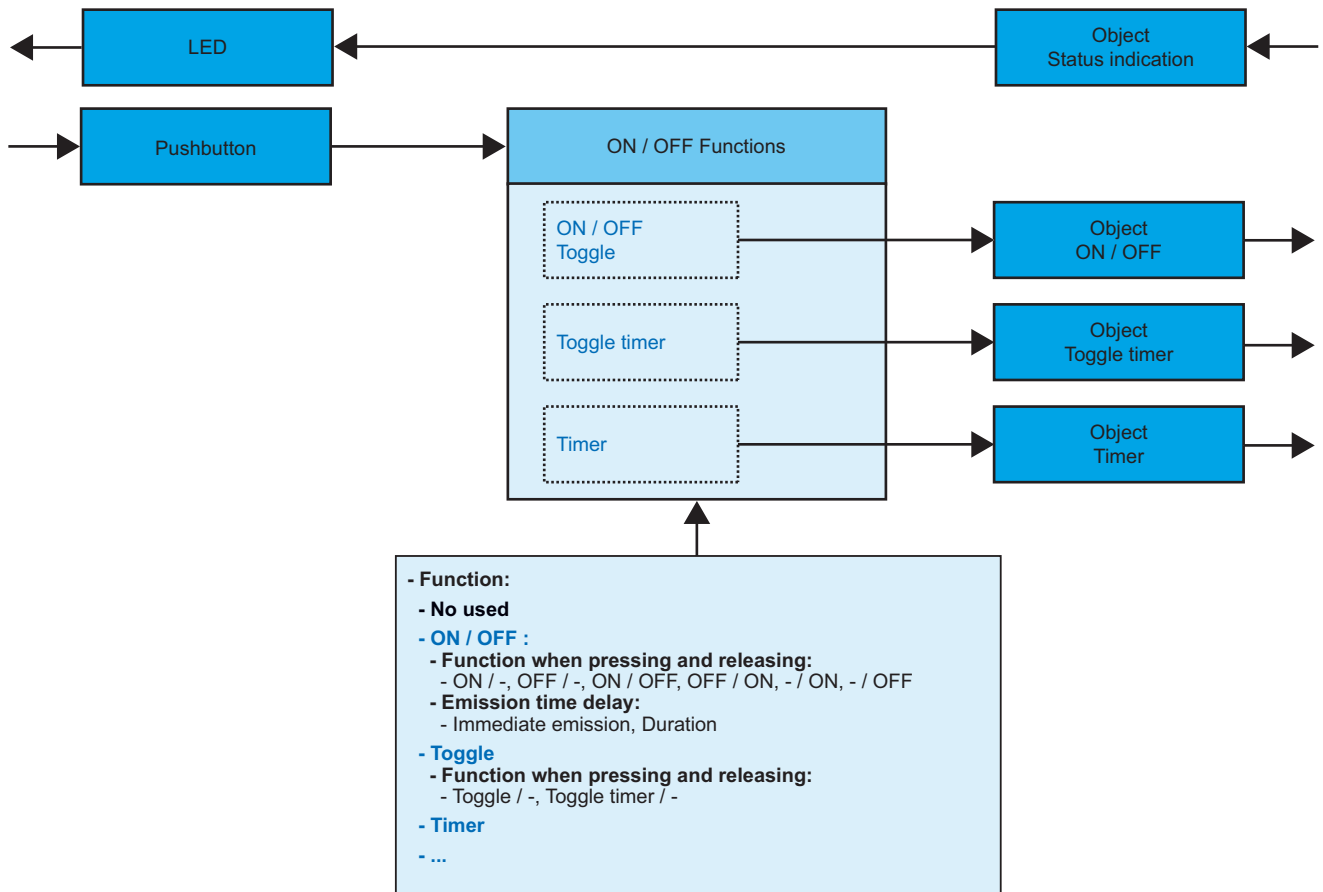 LED
Object
Status indication
Pushbutton
ON / OFF Functions
ON / OFF
Toggle
Object
ON / OFF
Toggle timer
Object
Toggle timer
Timer
Object
Timer
- Function:
- No used
- ON / OFF :
- Function when pressing and releasing:
- ON / -, OFF / -, ON / OFF, OFF / ON, - / ON, - / OFF
- Emission time delay:
- Immediate emission, Duration
- Toggle
- Function when pressing and releasing:
- Toggle / -, Toggle timer / -
- Timer
- ...